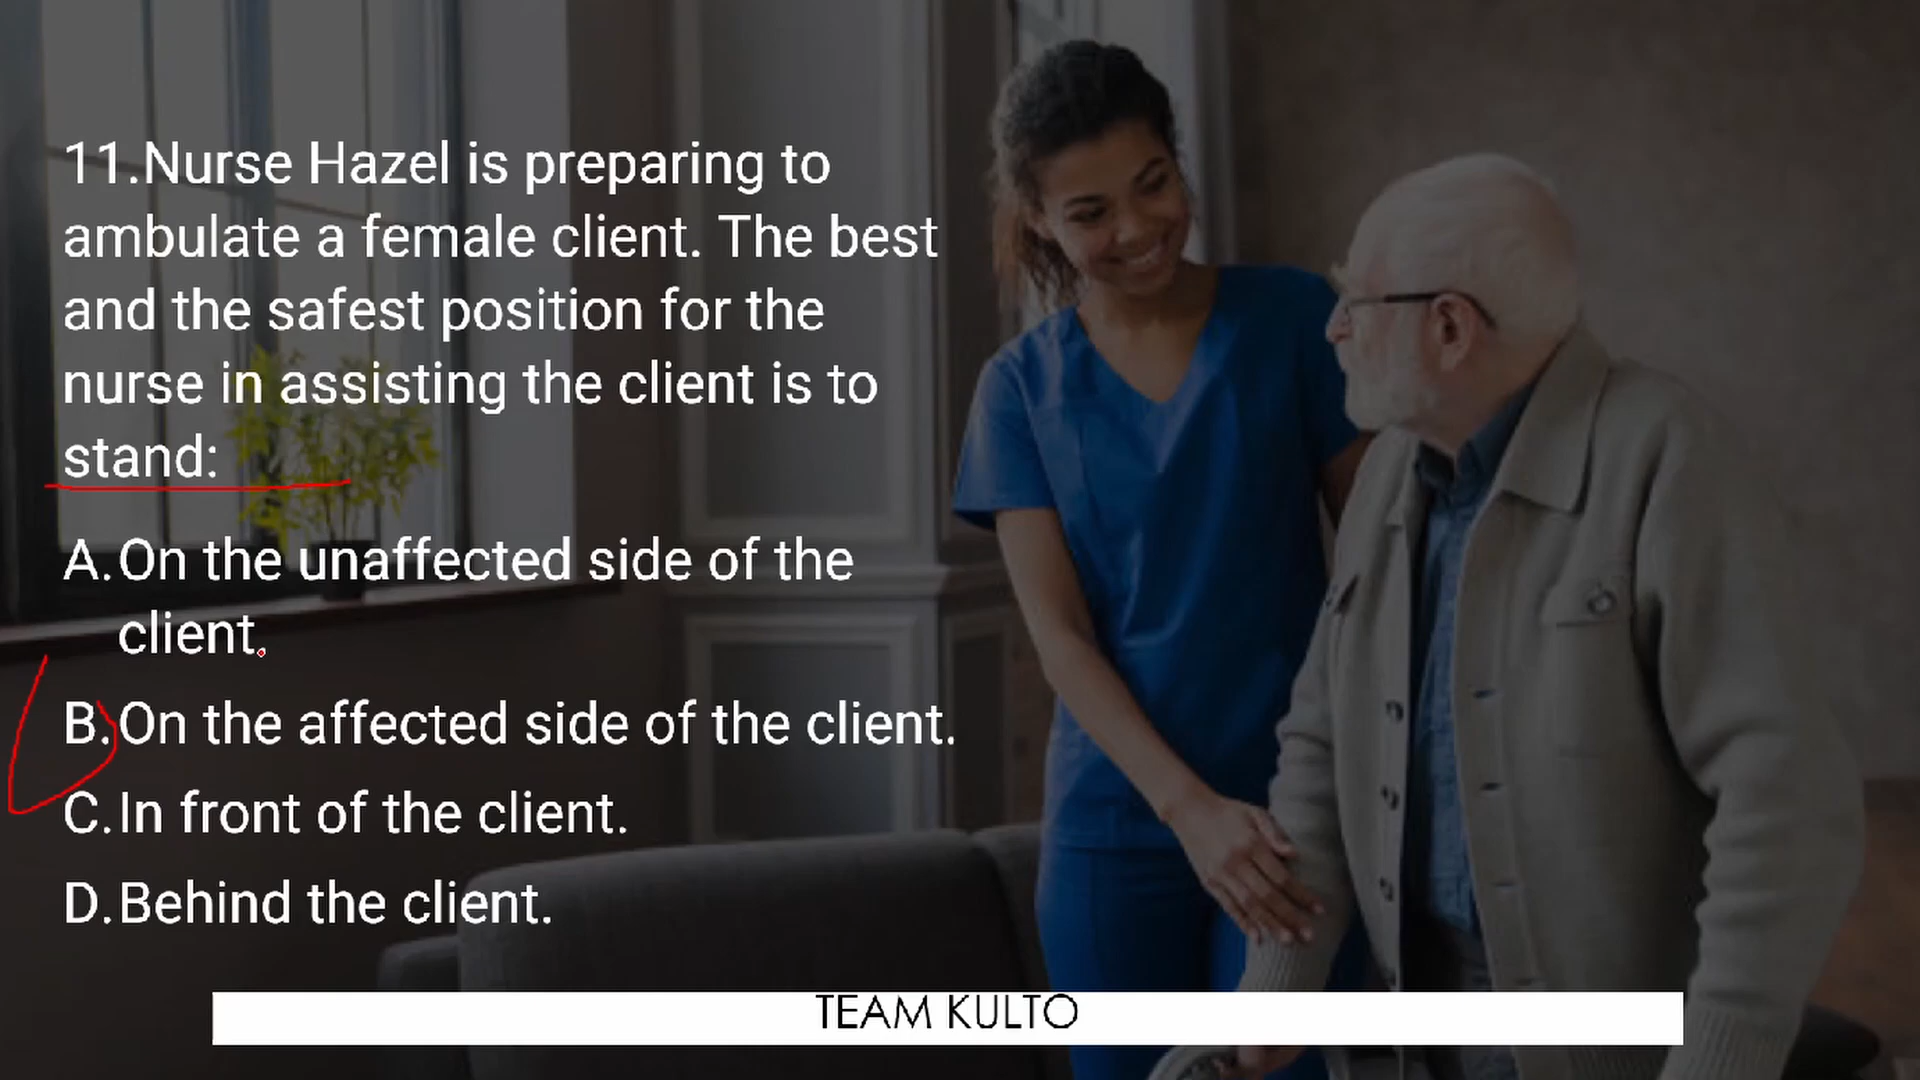 11.Nurse Hazel is preparing to
ambulate a female client. The best
and the safest position for the
nurse in assisting the client is to
stand:
A. On the unaffected side of the
client.
B. On the affected side of the client.
C. In front of the client.
D. Behind the client.
TEAM KULTO